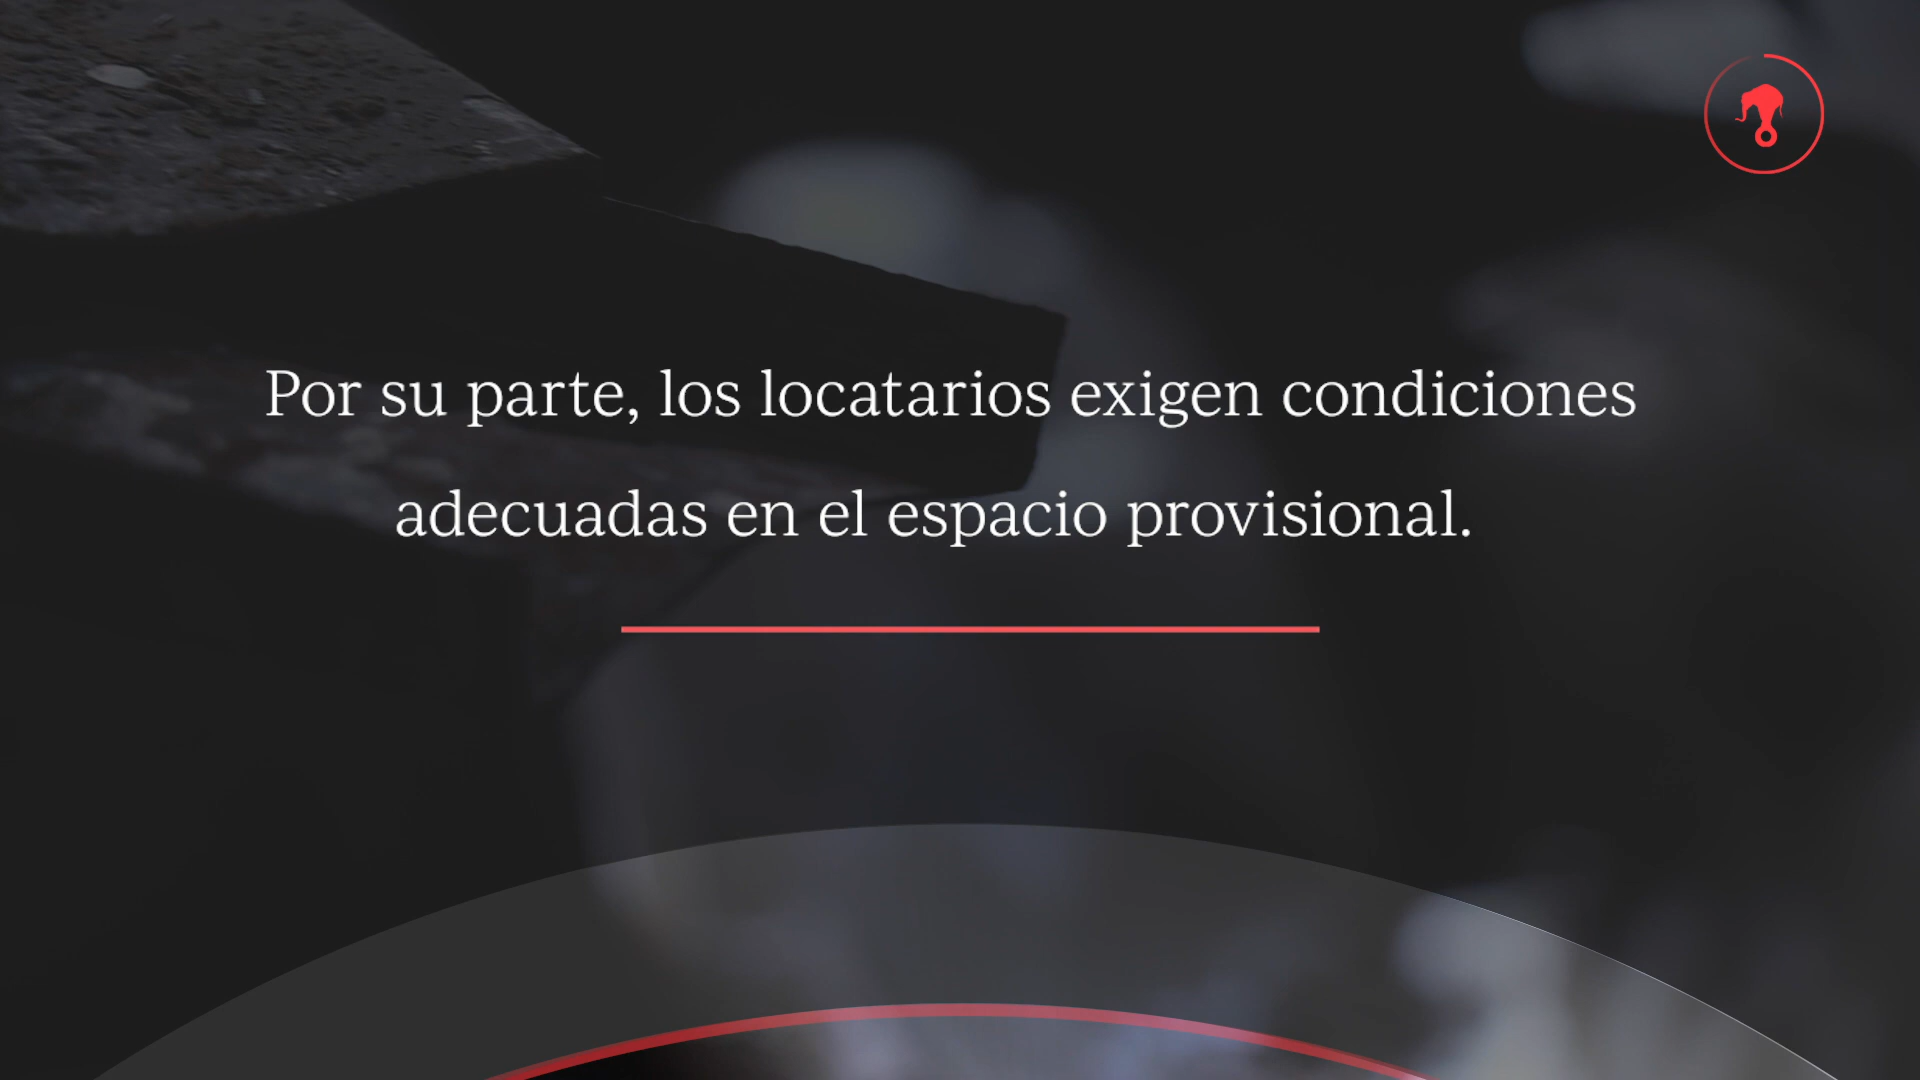 Por su parte, los locatarios exigen condiciones
adecuadas en el espacio provisional.